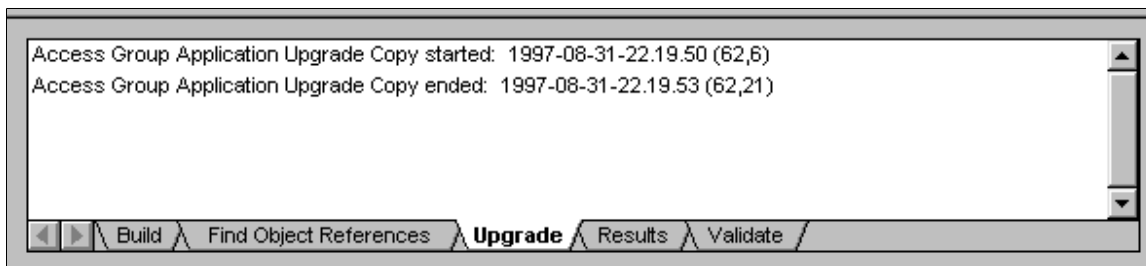 Access Group Application Upgrade Copy started:  1997-08-31-22.19.50 (62,6)
Access Group Application Upgrade Copy ended:  1997-08-31-22.19.53 (62,21)
Build Find Object References Upgrade Results Validate